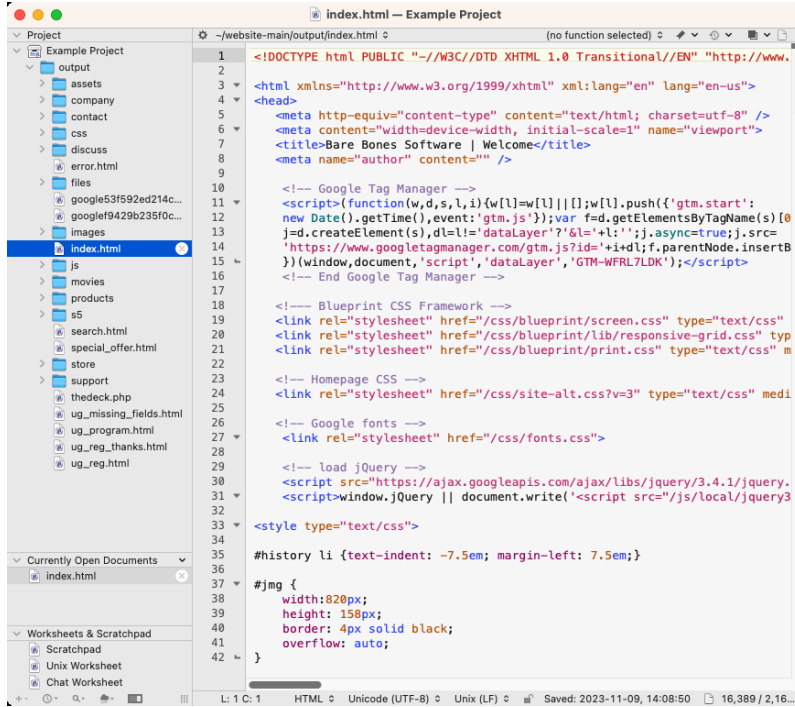 index.html — Example Project
Project
~/website-main/output/index.html
(no function selected)
Example Project
output
assets
company
contact
css
discuss
error.html
files
google53f592ed214c...
googlef9429b235f0c...
images
index.html
js
movies
products
s5
search.html
special_offer.html
store
support
thedeck.php
ug_missing_fields.html
ug_program.html
ug_reg_thanks.html
ug_reg.html
Currently Open Documents
index.html
Worksheets & Scratchpad
Scratchpad
Unix Worksheet
Chat Worksheet
1 <!DOCTYPE html PUBLIC "-//W3C//DTD XHTML 1.0 Transitional//EN" "http://www.
2
3 <html xmlns="http://www.w3.org/1999/xhtml" xml:lang="en" lang="en-us">
4 <head>
5 <meta http-equiv="content-type" content="text/html; charset=utf-8" />
6 <meta content="width=device-width, initial-scale=1" name="viewport">
7 <title>Bare Bones Software | Welcome</title>
8 <meta name="author" content="" />
9
10 <!-- Google Tag Manager -->
11 <script>(function(w,d,s,l,i){w[l]=w[l]||[];w[l].push({'gtm.start':
12 new Date().getTime(),event:'gtm.js'});var f=d.getElementsByTagName(s)[0
13 j=d.createElement(s),dl=l!='dataLayer'?'&l='+l:'';j.async=true;j.src=
14 'https://www.googletagmanager.com/gtm.js?id='+i+dl;f.parentNode.insertB
15 })(window,document,'script','dataLayer','GTM-WFRL7LDK');</script>
16 <!-- End Google Tag Manager -->
17
18 <!--- Blueprint CSS Framework -->
19 <link rel="stylesheet" href="/css/blueprint/screen.css" type="text/css"
20 <link rel="stylesheet" href="/css/blueprint/lib/responsive-grid.css" typ
21 <link rel="stylesheet" href="/css/blueprint/print.css" type="text/css" m
22
23 <!-- Homepage CSS -->
24 <link rel="stylesheet" href="/css/site-alt.css?v=3" type="text/css" medi
25
26 <!-- Google fonts -->
27 <link rel="stylesheet" href="/css/fonts.css">
28
29 <!-- load jQuery -->
30 <script src="https://ajax.googleapis.com/ajax/libs/jquery/3.4.1/jquery.
31 <script>window.jQuery || document.write('<script src="/js/local/jquery3
32
33 <style type="text/css">
34
35 #history li {text-indent: -7.5em; margin-left: 7.5em;}
36
37 #jmg {
38 width:820px;
39 height: 158px;
40 border: 4px solid black;
41 overflow: auto;
42 }
L: 1 C: 1 HTML Unicode (UTF-8) Unix (LF) Saved: 2023-11-09, 14:08:50 16,389 / 2,16...